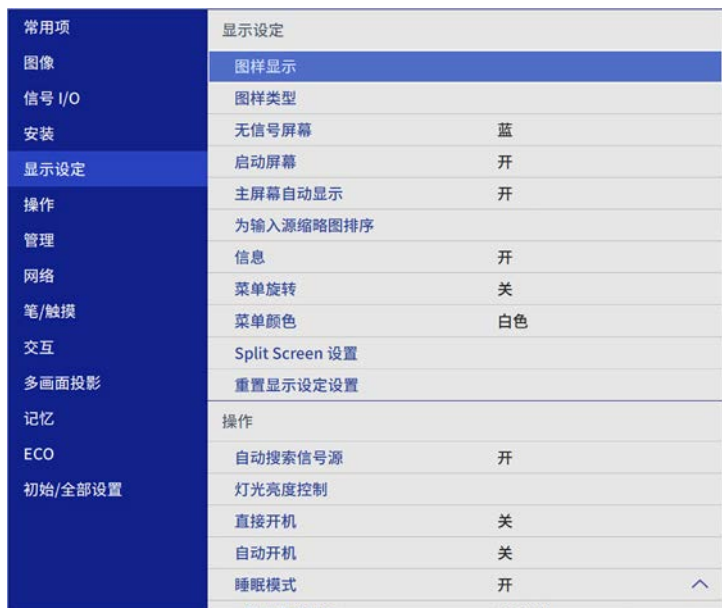 常用项
图像
信号 I/O
安装
显示设定
操作
管理
网络
笔/触摸
交互
多画面投影
记忆
ECO
初始/全部设置
显示设定
图样显示
图样类型
无信号屏幕 蓝
启动屏幕 开
主屏幕自动显示 开
为输入源缩略图排序
信息 开
菜单旋转 关
菜单颜色 白色
Split Screen 设置
重置显示设定设置
操作
自动搜索信号源 开
灯光亮度控制
直接开机 关
自动开机 关
睡眠模式 开